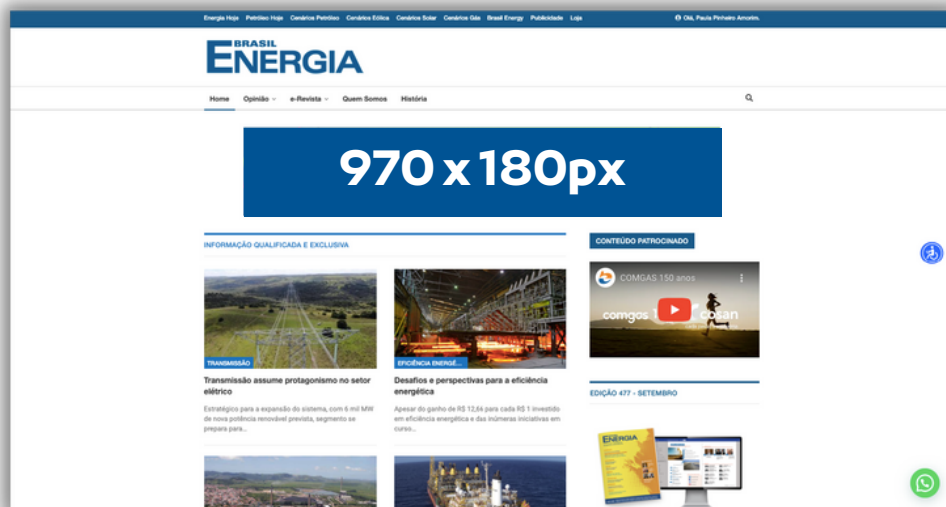 Energia Hoje Petróleo Hoje Cenários Petróleo Cenários Eólica Cenários Solar Cenários Gás Brasil Energy Publicidade Loja Olá, Paula Pinheiro Amorim.
BRASIL
ENERGIA
Home Opinião e-Revista Quem Somos História
970 x 180px
INFORMAÇÃO QUALIFICADA E EXCLUSIVA
TRANSMISSÃO
Transmissão assume protagonismo no setor
elétrico
Estratégico para a expansão do sistema, com 6 mil MW
de nova potência renovável prevista, segmento se
prepara para...
EFICIÊNCIA ENERGÉ...
Desafios e perspectivas para a eficiência
energética
Apesar do ganho de R$ 12,66 para cada R$ 1 investido
em eficiência energética e das inúmeras iniciativas em
curso...
CONTEÚDO PATROCINADO
COMGAS 150 anos
comgas cosan
EDIÇÃO 477 - SETEMBRO
ENERGIA